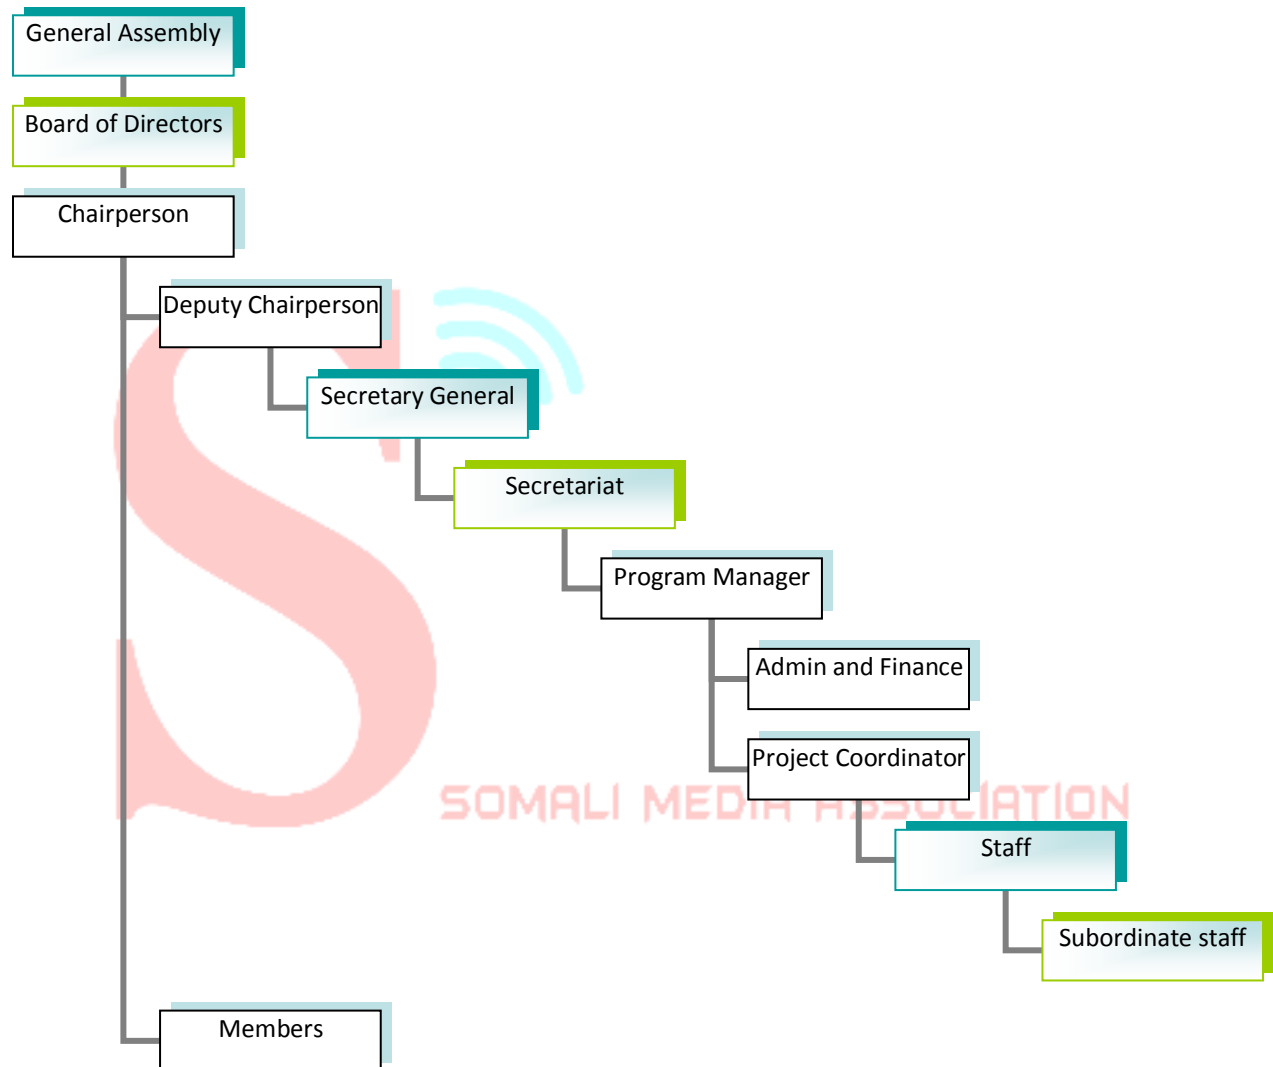 General Assembly
Board of Directors
Chairperson
Deputy Chairperson
Secretary General
Secretariat
Program Manager
Admin and Finance
Project Coordinator
SOMALI MEDIA ASSOCIATION
Staff
Subordinate staff
Members